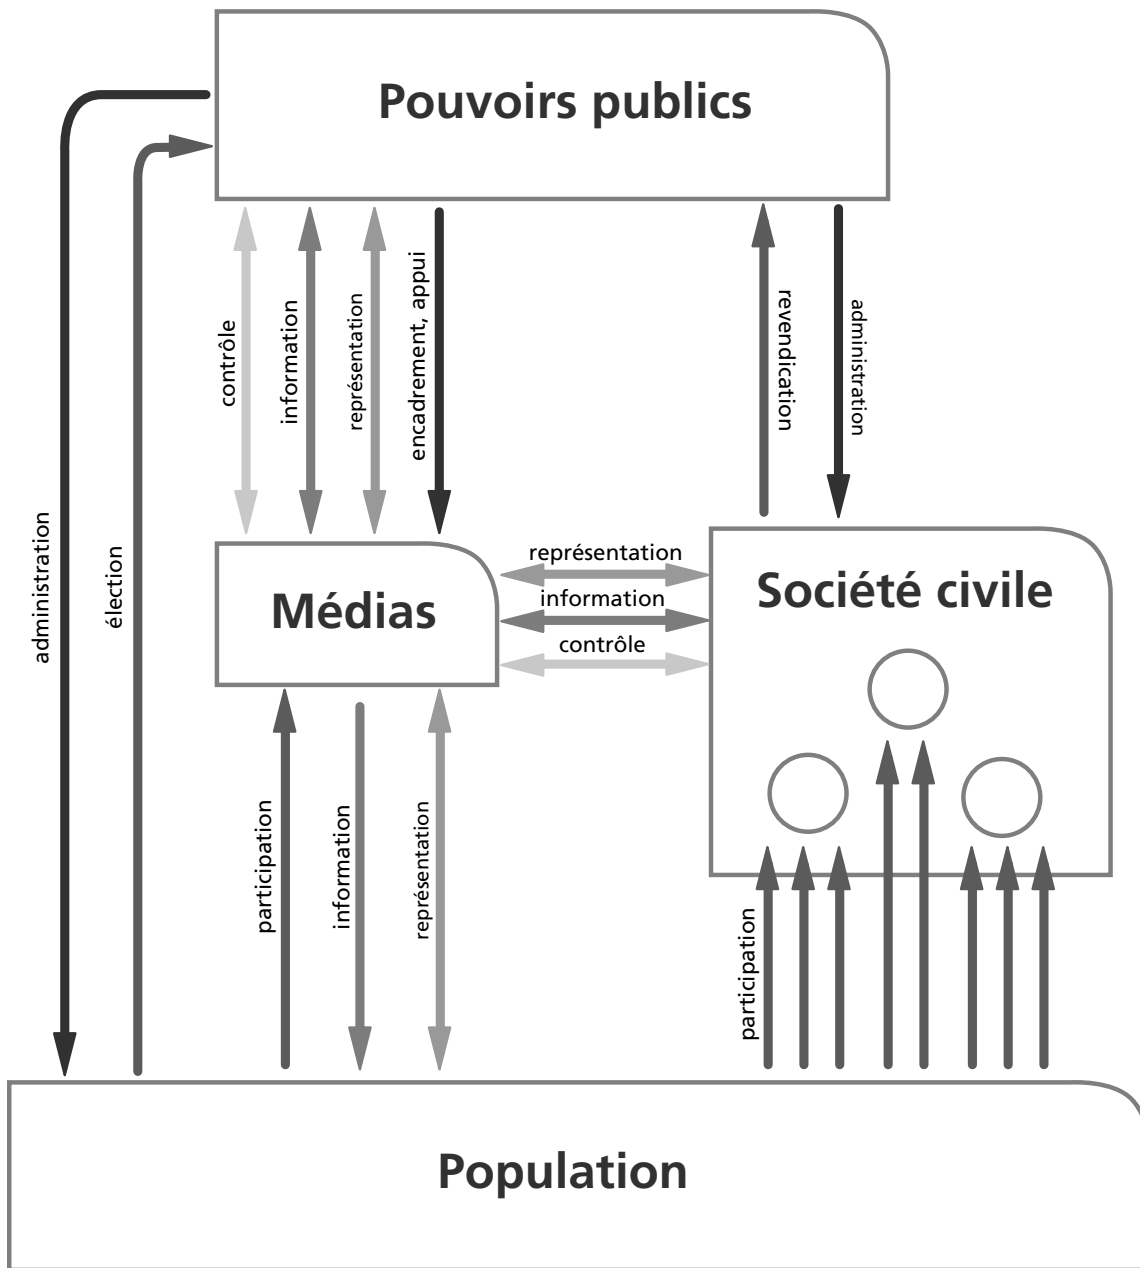 Pouvoirs publics
contrôle
information
représentation
encadrement, appui
revendication
administration
administration
élection
Médias
représentation
information
contrôle
Société civile
participation
information
représentation
participation
Population